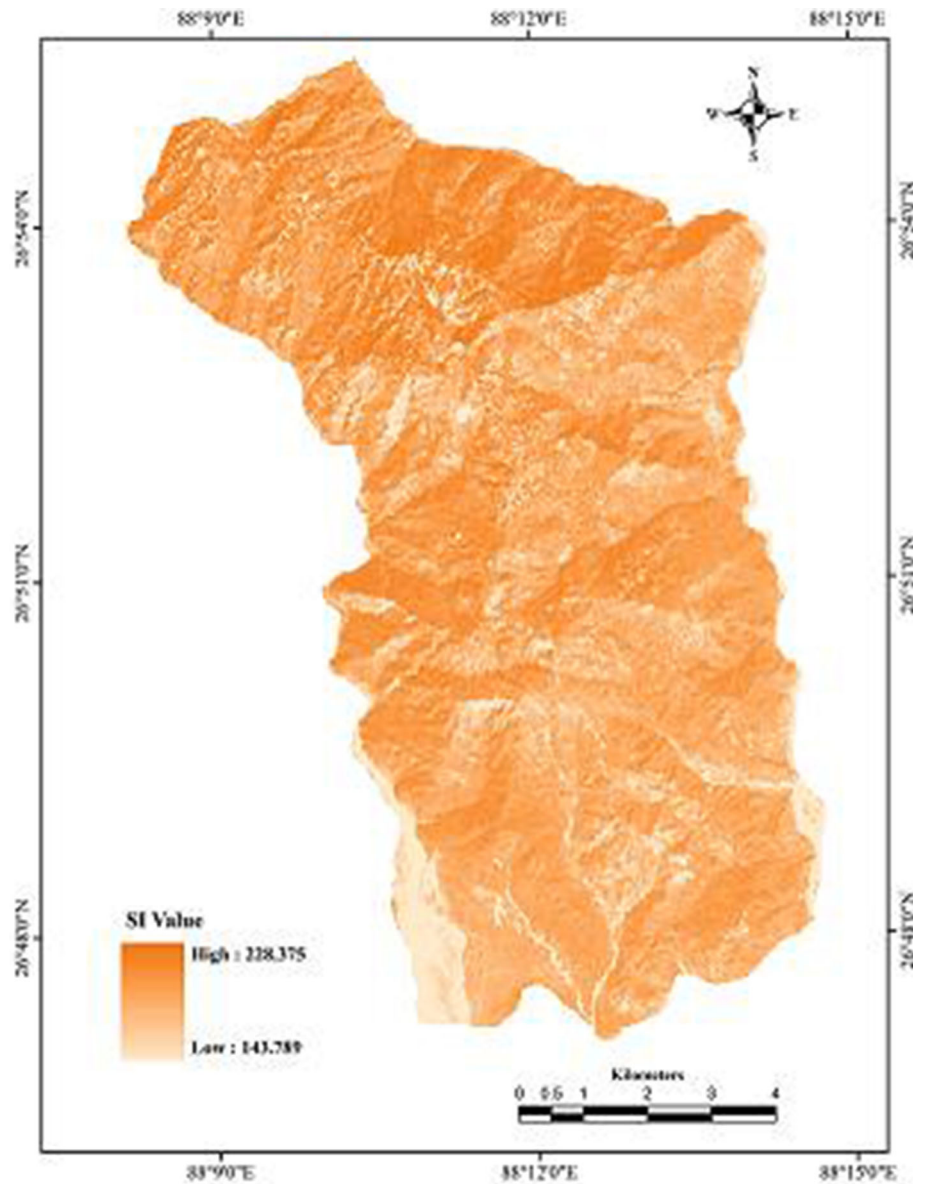 88°9'0"E 88°12'0"E 88°15'0"E
N
W E
S
26°54'0"N 26°54'0"N
26°51'0"N 26°51'0"N
SI Value
High : 228.375
26°48'0"N 26°48'0"N
Low : 143.789
Kilometers
0 0.5 1 2 3 4
88°9'0"E 88°12'0"E 88°15'0"E